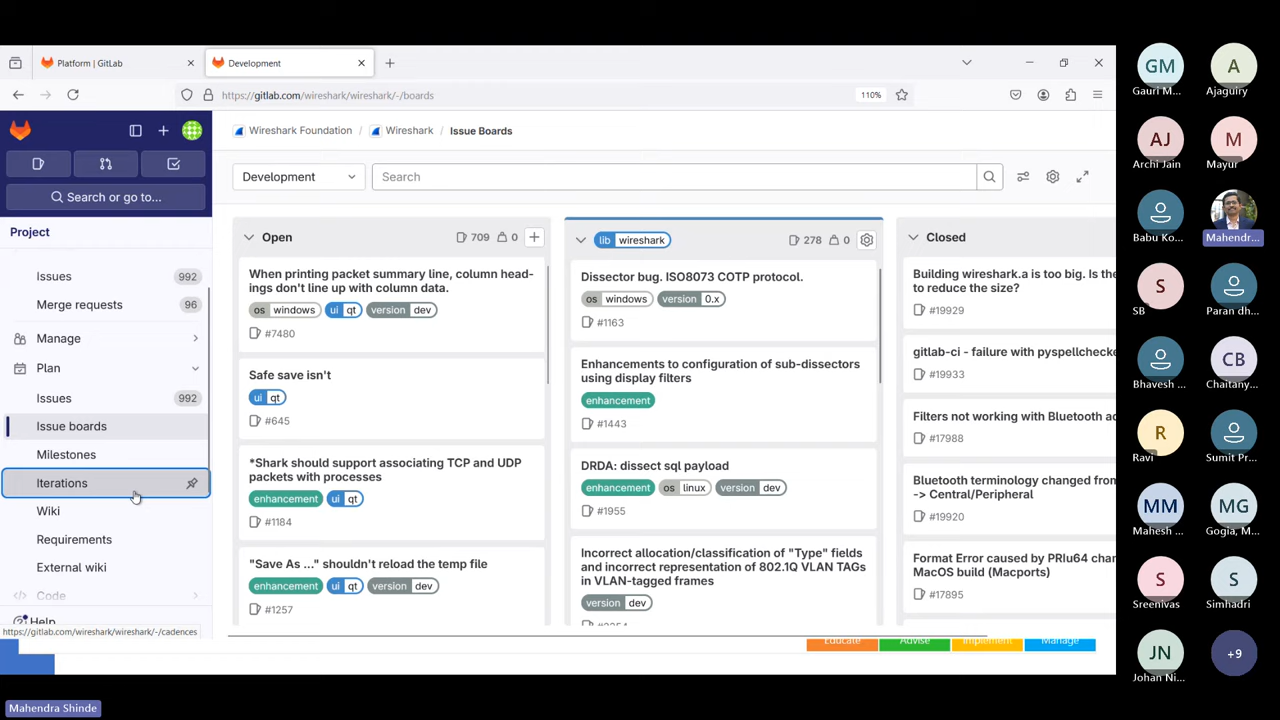 Platform | GitLab
Development
https://gitlab.com/wireshark/wireshark/-/boards
110%
Wireshark Foundation / Wireshark / Issue Boards
Search or go to...
Development
Search
Project
Issues 992
Merge requests 96
Manage
Plan
Issues 992
Issue boards
Milestones
Iterations
Wiki
Requirements
External wiki
Code
Help
https://gitlab.com/wireshark/wireshark/-/cadences
Open 709 0
When printing packet summary line, column head-
ings don't line up with column data.
os windows ui qt version dev
#7480
Safe save isn't
ui qt
#645
*Shark should support associating TCP and UDP
packets with processes
enhancement ui qt
#1184
"Save As ..." shouldn't reload the temp file
enhancement ui qt version dev
#1257
lib wireshark 278 0
Dissector bug. ISO8073 COTP protocol.
os windows version 0.x
#1163
Enhancements to configuration of sub-dissectors
using display filters
enhancement
#1443
DRDA: dissect sql payload
enhancement os linux version dev
#1955
Incorrect allocation/classification of "Type" fields
and incorrect representation of 802.1Q VLAN TAGs
in VLAN-tagged frames
version dev
Closed
Building wireshark.a is too big. Is the
to reduce the size?
#19929
gitlab-ci - failure with pyspellchecke
#19933
Filters not working with Bluetooth ad
#17988
Bluetooth terminology changed from
-> Central/Peripheral
#19920
Format Error caused by PRIu64 cha
MacOS build (Macports)
#17895
Educate Advise Implement Manage
Mahendra Shinde
GM
Gauri M...
A
Ajaguiry
AJ
Archi Jain
M
Mayur
Babu Ko...
Mahendr...
S
SB
Paran dh...
Bhavesh ...
CB
Chaitany...
R
Ravi
Sumit Pr...
MM
Mahesh ...
MG
Gogia, M...
S
Sreenivas
S
Simhadri
JN
Johan Ni...
+9